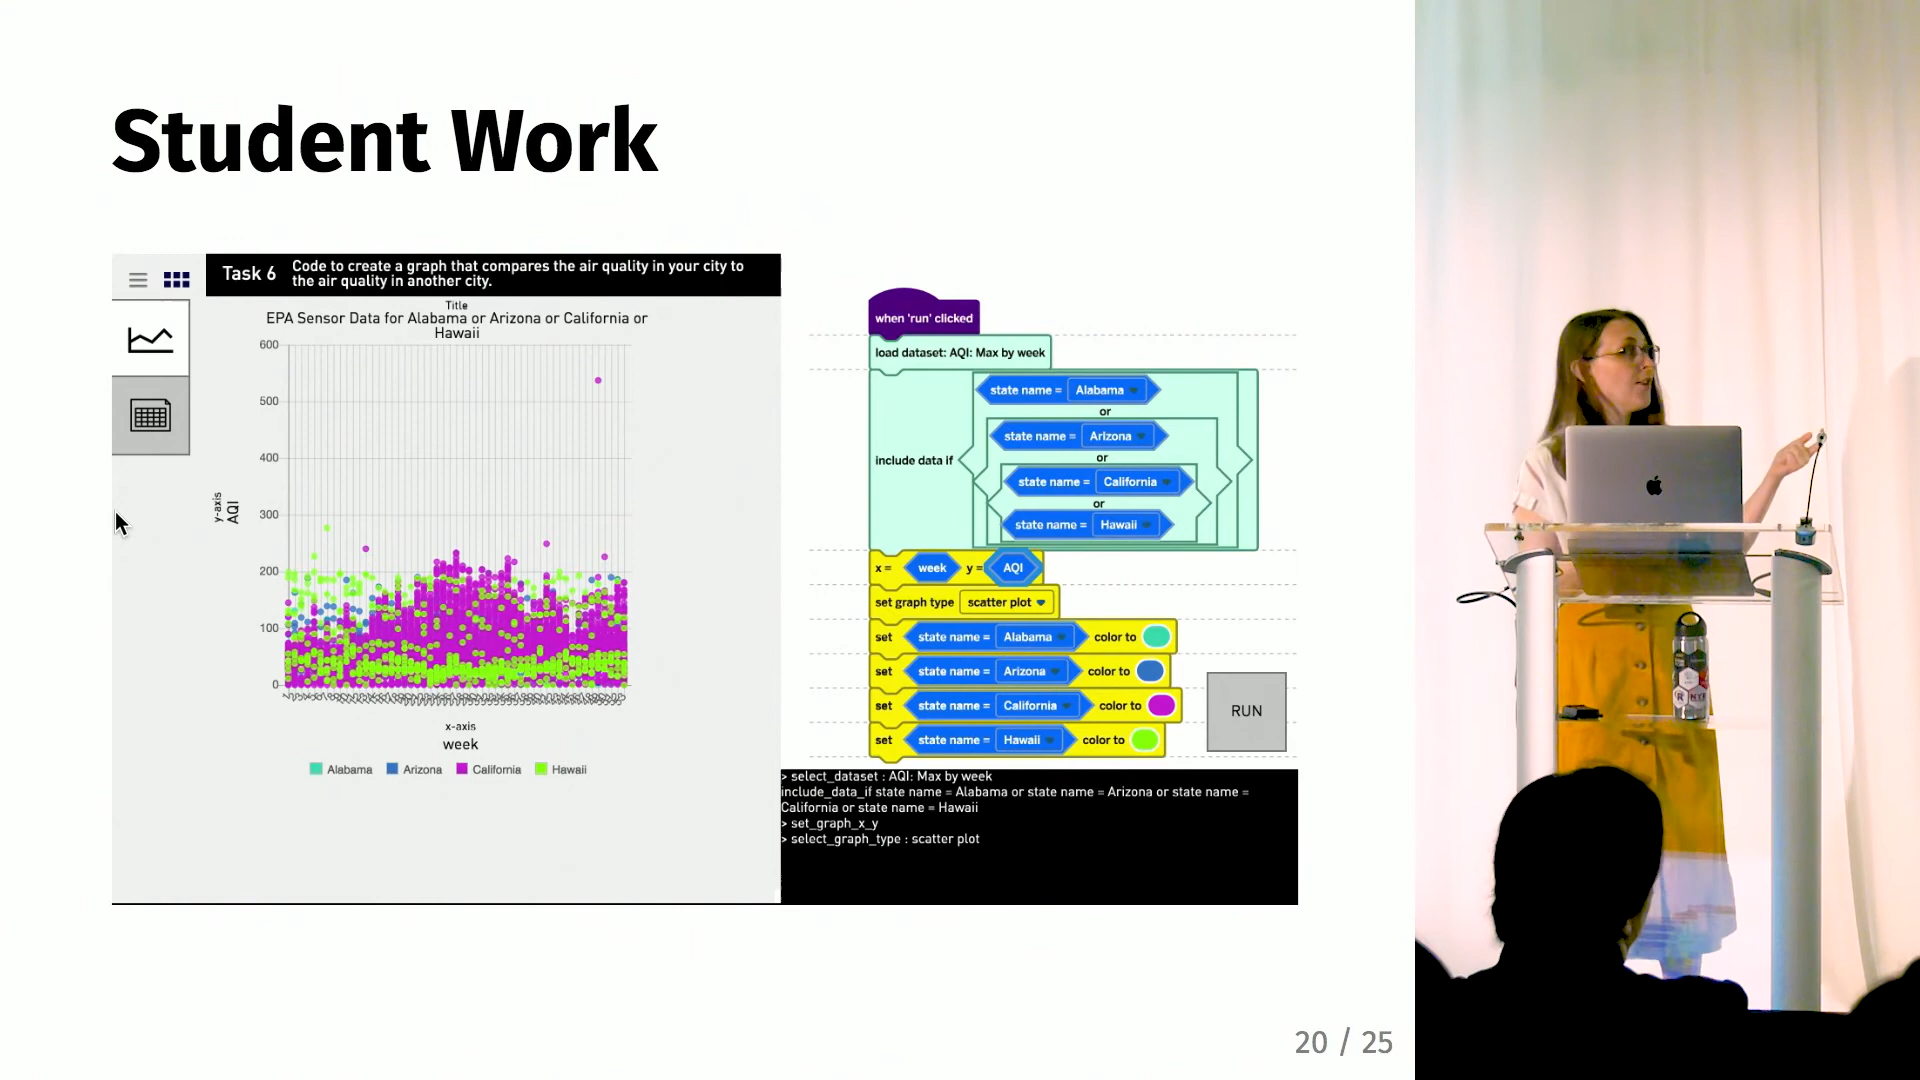 Student Work
Task 6
Code to create a graph that compares the air quality in your city to
the air quality in another city.
Title
EPA Sensor Data for Alabama or Arizona or California or
Hawaii
600
500
400
300
200
100
0
y-axis
AQI
x-axis
week
Alabama
Arizona
California
Hawaii
when 'run' clicked
load dataset: AQI: Max by week
include data if
state name = Alabama
or
state name = Arizona
or
state name = California
or
state name = Hawaii
x = week y = AQI
set graph type scatter plot
set state name = Alabama color to
set state name = Arizona color to
set state name = California color to
set state name = Hawaii color to
RUN
> select_dataset : AQI: Max by week
include_data_if state name = Alabama or state name = Arizona or state name =
California or state name = Hawaii
> set_graph_x_y
> select_graph_type : scatter plot
20 / 25